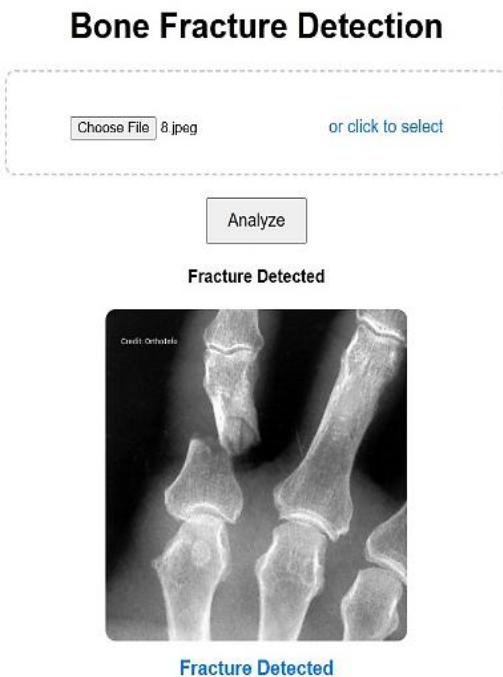 Bone Fracture Detection
Choose File 8.jpeg or click to select
Analyze
Fracture Detected
Credit: OrthoInfo
Fracture Detected